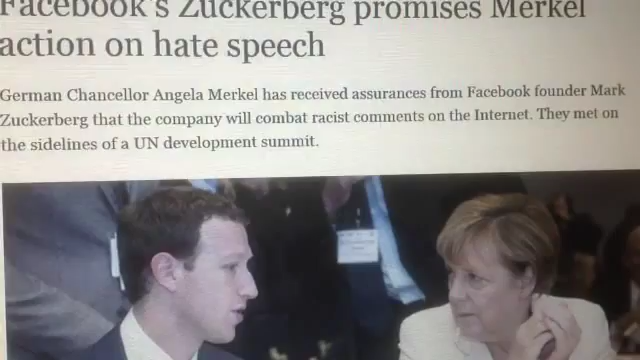 Facebook's Zuckerberg promises Merkel
action on hate speech
German Chancellor Angela Merkel has received assurances from Facebook founder Mark
Zuckerberg that the company will combat racist comments on the Internet. They met on
the sidelines of a UN development summit.